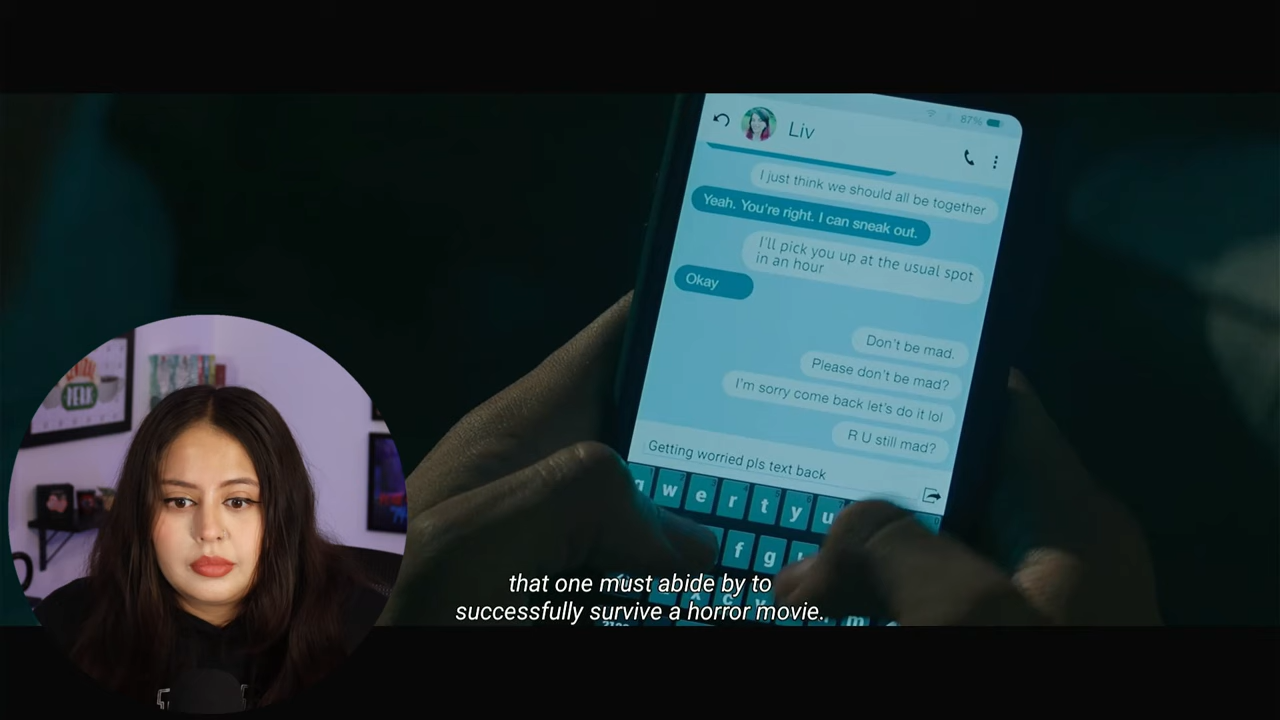 87%
Liv
I just think we should all be together
Yeah. You're right. I can sneak out.
I'll pick you up at the usual spot
in an hour
Okay
Don't be mad.
Please don't be mad?
I'm sorry come back let's do it lol
R U still mad?
Getting worried pls text back
q w e r t y u
f g
PERK
that one must abide by to
successfully survive a horror movie.